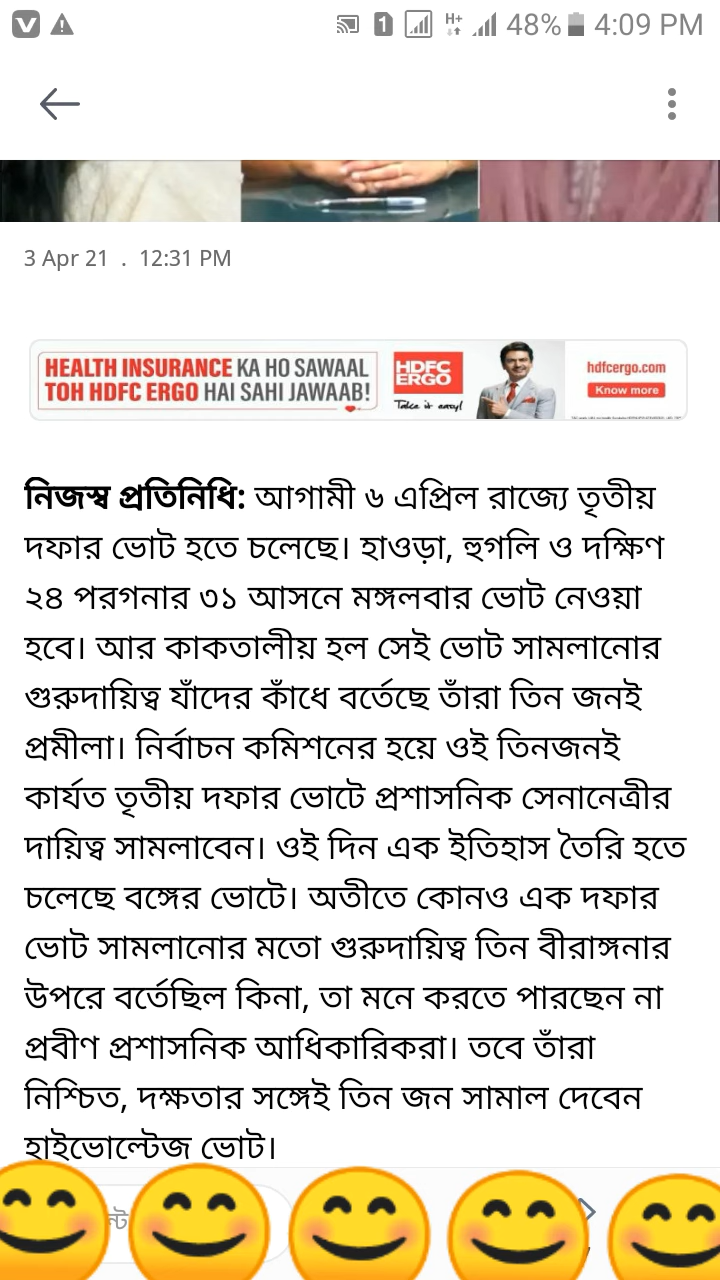 1 H+ 48% 4:09 PM
3 Apr 21 . 12:31 PM
HEALTH INSURANCE KA HO SAWAAL
TOH HDFC ERGO HAI SAHI JAWAAB!
HDFC
ERGO
Take it easy!
hdfcergo.com
Know more
নিজস্ব প্রতিনিধি: আগামী ৬ এপ্রিল রাজ্যে তৃতীয়
দফার ভোট হতে চলেছে। হাওড়া, হুগলি ও দক্ষিণ
২৪ পরগনার ৩১ আসনে মঙ্গলবার ভোট নেওয়া
হবে। আর কাকতালীয় হল সেই ভোট সামলানোর
গুরুদায়িত্ব যাঁদের কাঁধে বর্তেছে তাঁরা তিন জনই
প্রমীলা। নির্বাচন কমিশনের হয়ে ওই তিনজনই
কার্যত তৃতীয় দফার ভোটে প্রশাসনিক সেনানেত্রীর
দায়িত্ব সামলাবেন। ওই দিন এক ইতিহাস তৈরি হতে
চলেছে বঙ্গের ভোটে। অতীতে কোনও এক দফার
ভোট সামলানোর মতো গুরুদায়িত্ব তিন বীরাঙ্গনার
উপরে বর্তেছিল কিনা, তা মনে করতে পারছেন না
প্রবীণ প্রশাসনিক আধিকারিকরা। তবে তাঁরা
নিশ্চিত, দক্ষতার সঙ্গেই তিন জন সামাল দেবেন
হাইভোল্টেজ ভোট।